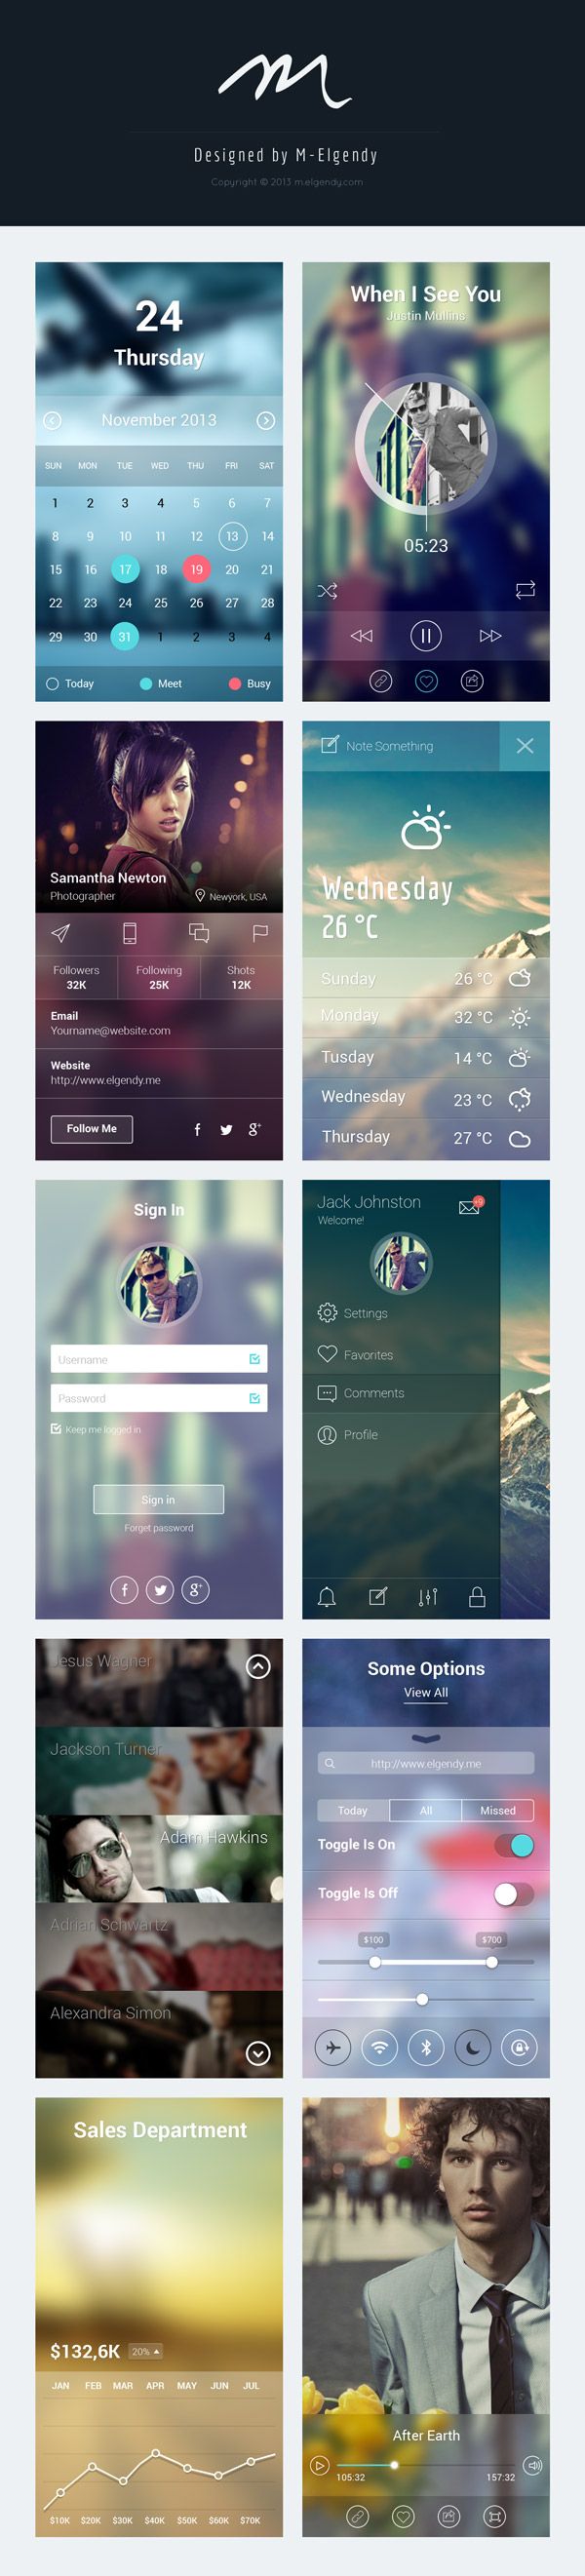 m
Designed by M-Elgendy
Copyright © 2013 m.elgendy.com
24
Thursday
November 2013
SUN MON TUE WED THU FRI SAT
1 2 3 4 5 6 7
8 9 10 11 12 13 14
15 16 17 18 19 20 21
22 23 24 25 26 27 28
29 30 31 1 2 3 4
Today Meet Busy
When I See You
Justin Mullins
05:23
Samantha Newton
Photographer Newyork, USA
Followers Following Shots
32K 25K 12K
Email
Yourname@website.com
Website
http://www.elgendy.me
Follow Me f g+
Note Something
Wednesday
26 °C
Sunday 26 °C
Monday 32 °C
Tusday 14 °C
Wednesday 23 °C
Thursday 27 °C
Sign In
Username
Password
Keep me logged in
Sign in
Forget password
f g+
Jack Johnston
Welcome!
Settings
Favorites
Comments
Profile
Jesus Wagner
Jackson Turner
Adam Hawkins
Adrian Schwartz
Alexandra Simon
Some Options
View All
http://www.elgendy.me
Today All Missed
Toggle Is On
Toggle Is Off
$100 $700
Sales Department
$132,6K 20%
JAN FEB MAR APR MAY JUN JUL
$10K $20K $30K $40K $50K $60K $70K
After Earth
105:32 157:32